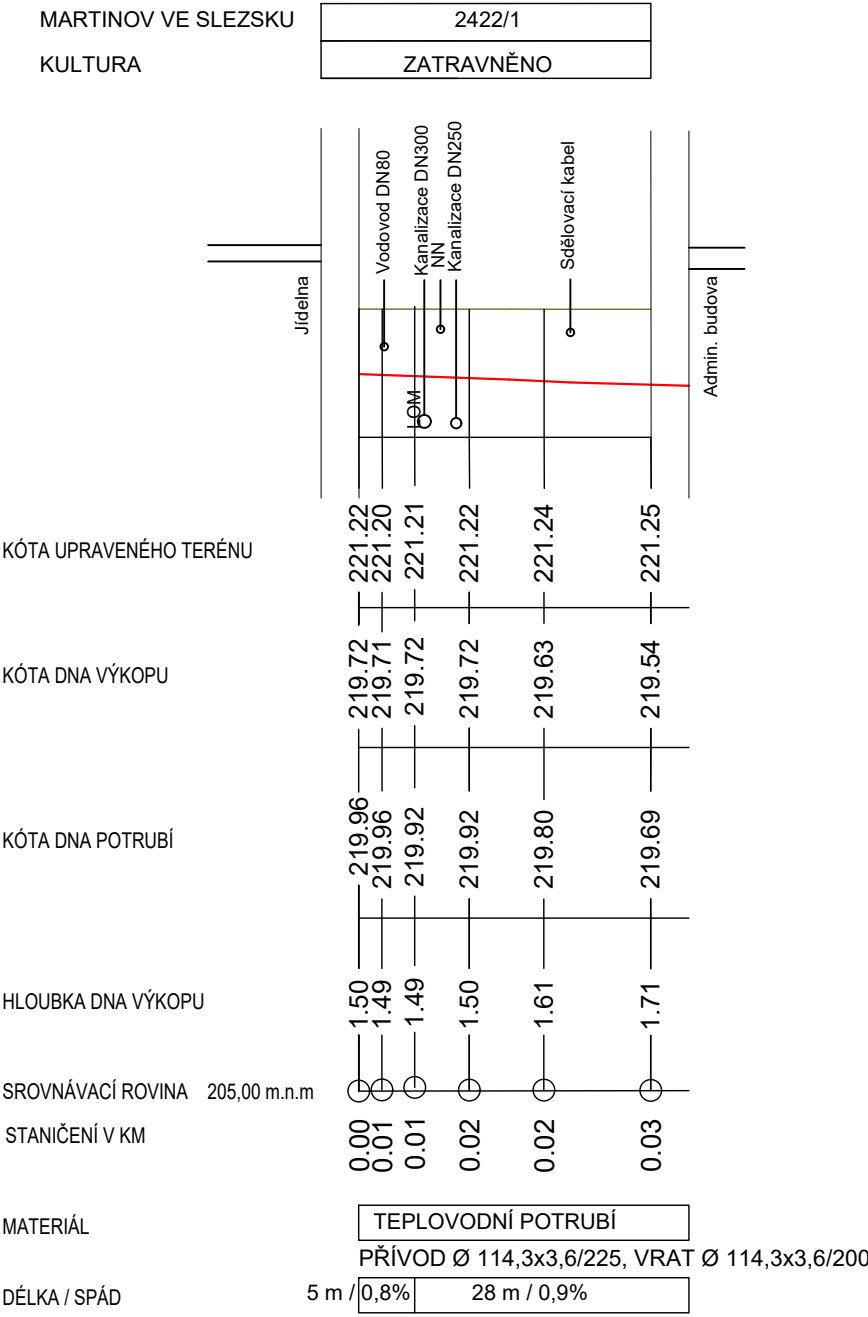 MARTINOV VE SLEZSKU 2422/1
KULTURA ZATRAVNĚNO
Jídelna
Vodovod DN80
Kanalizace DN300
NN
Kanalizace DN250
Sdělovací kabel
Admin. budova
LOM
KÓTA UPRAVENÉHO TERÉNU 221.22 221.20 221.21 221.22 221.24 221.25
KÓTA DNA VÝKOPU 219.72 219.71 219.72 219.72 219.63 219.54
KÓTA DNA POTRUBÍ 219.96 219.96 219.92 219.92 219.80 219.69
HLOUBKA DNA VÝKOPU 1.50 1.49 1.49 1.50 1.61 1.71
SROVNÁVACÍ ROVINA 205,00 m.n.m
STANIČENÍ V KM 0.00 0.01 0.01 0.02 0.02 0.03
MATERIÁL TEPLOVODNÍ POTRUBÍ
PŘÍVOD Ø 114,3x3,6/225, VRAT Ø 114,3x3,6/200
DÉLKA / SPÁD 5 m / 0,8% 28 m / 0,9%